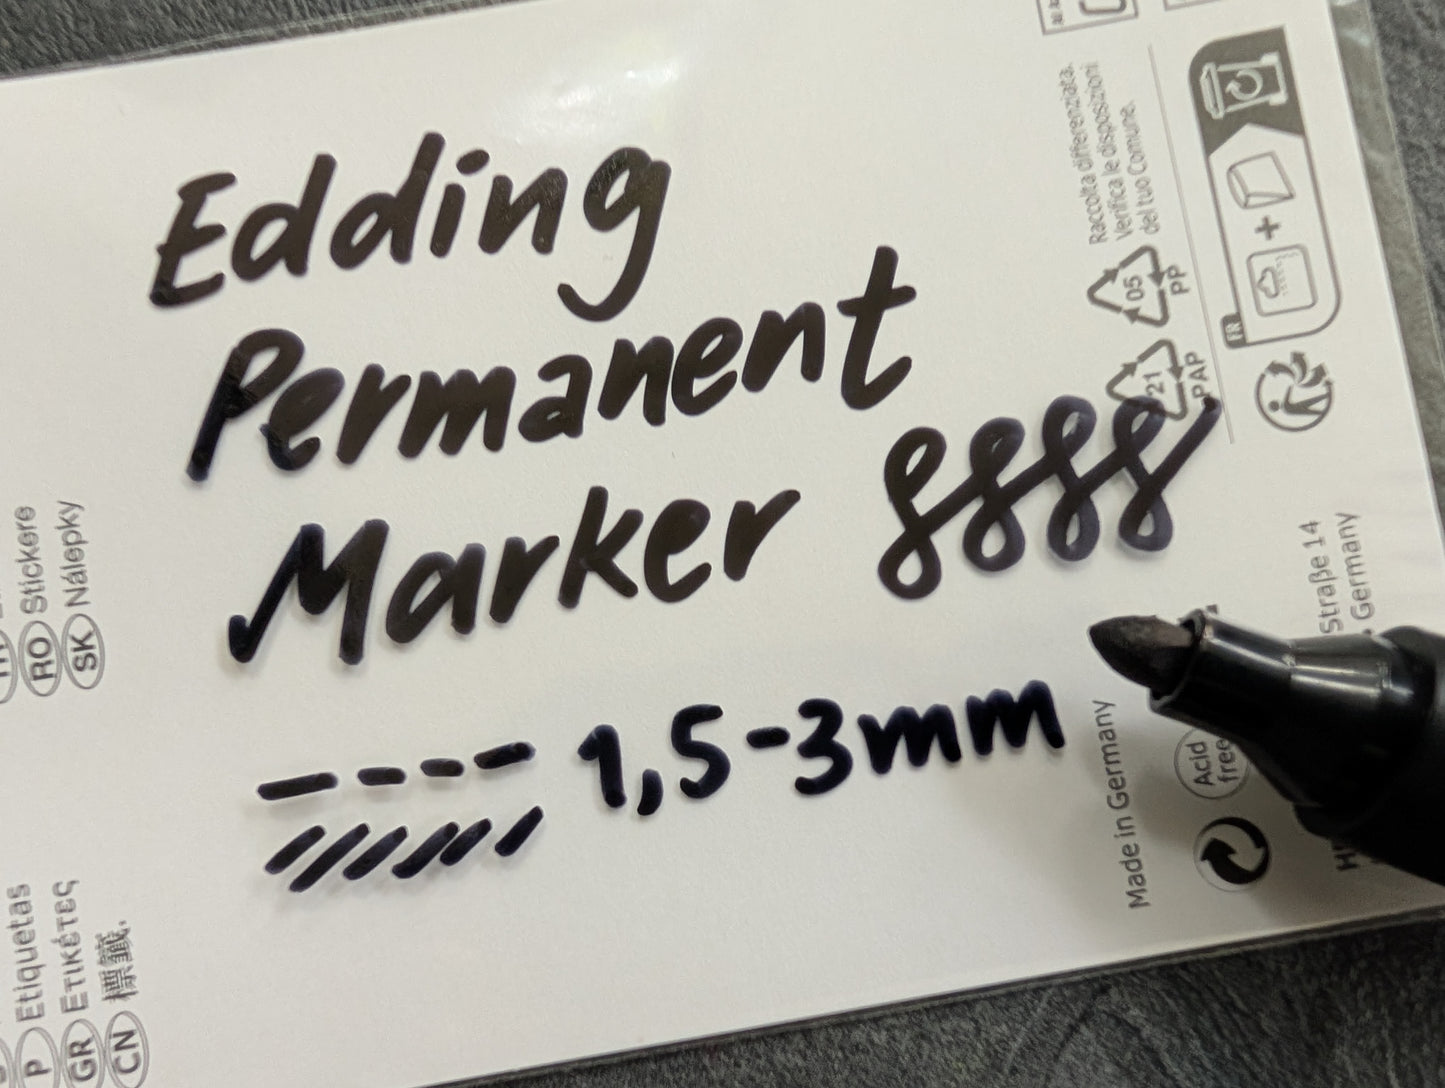 Edding
Permanent
Marker
1,5-3mm
RO Stickere
SK Nálepky
P Etiquetas
GR Ετικέτες
CN 標籤.
Raccolta differenziata.
Verifica le disposizioni
del tuo Comune.
05
PP
21
PAP
FR
Straße 14
Germany
Made in Germany
Acid
free